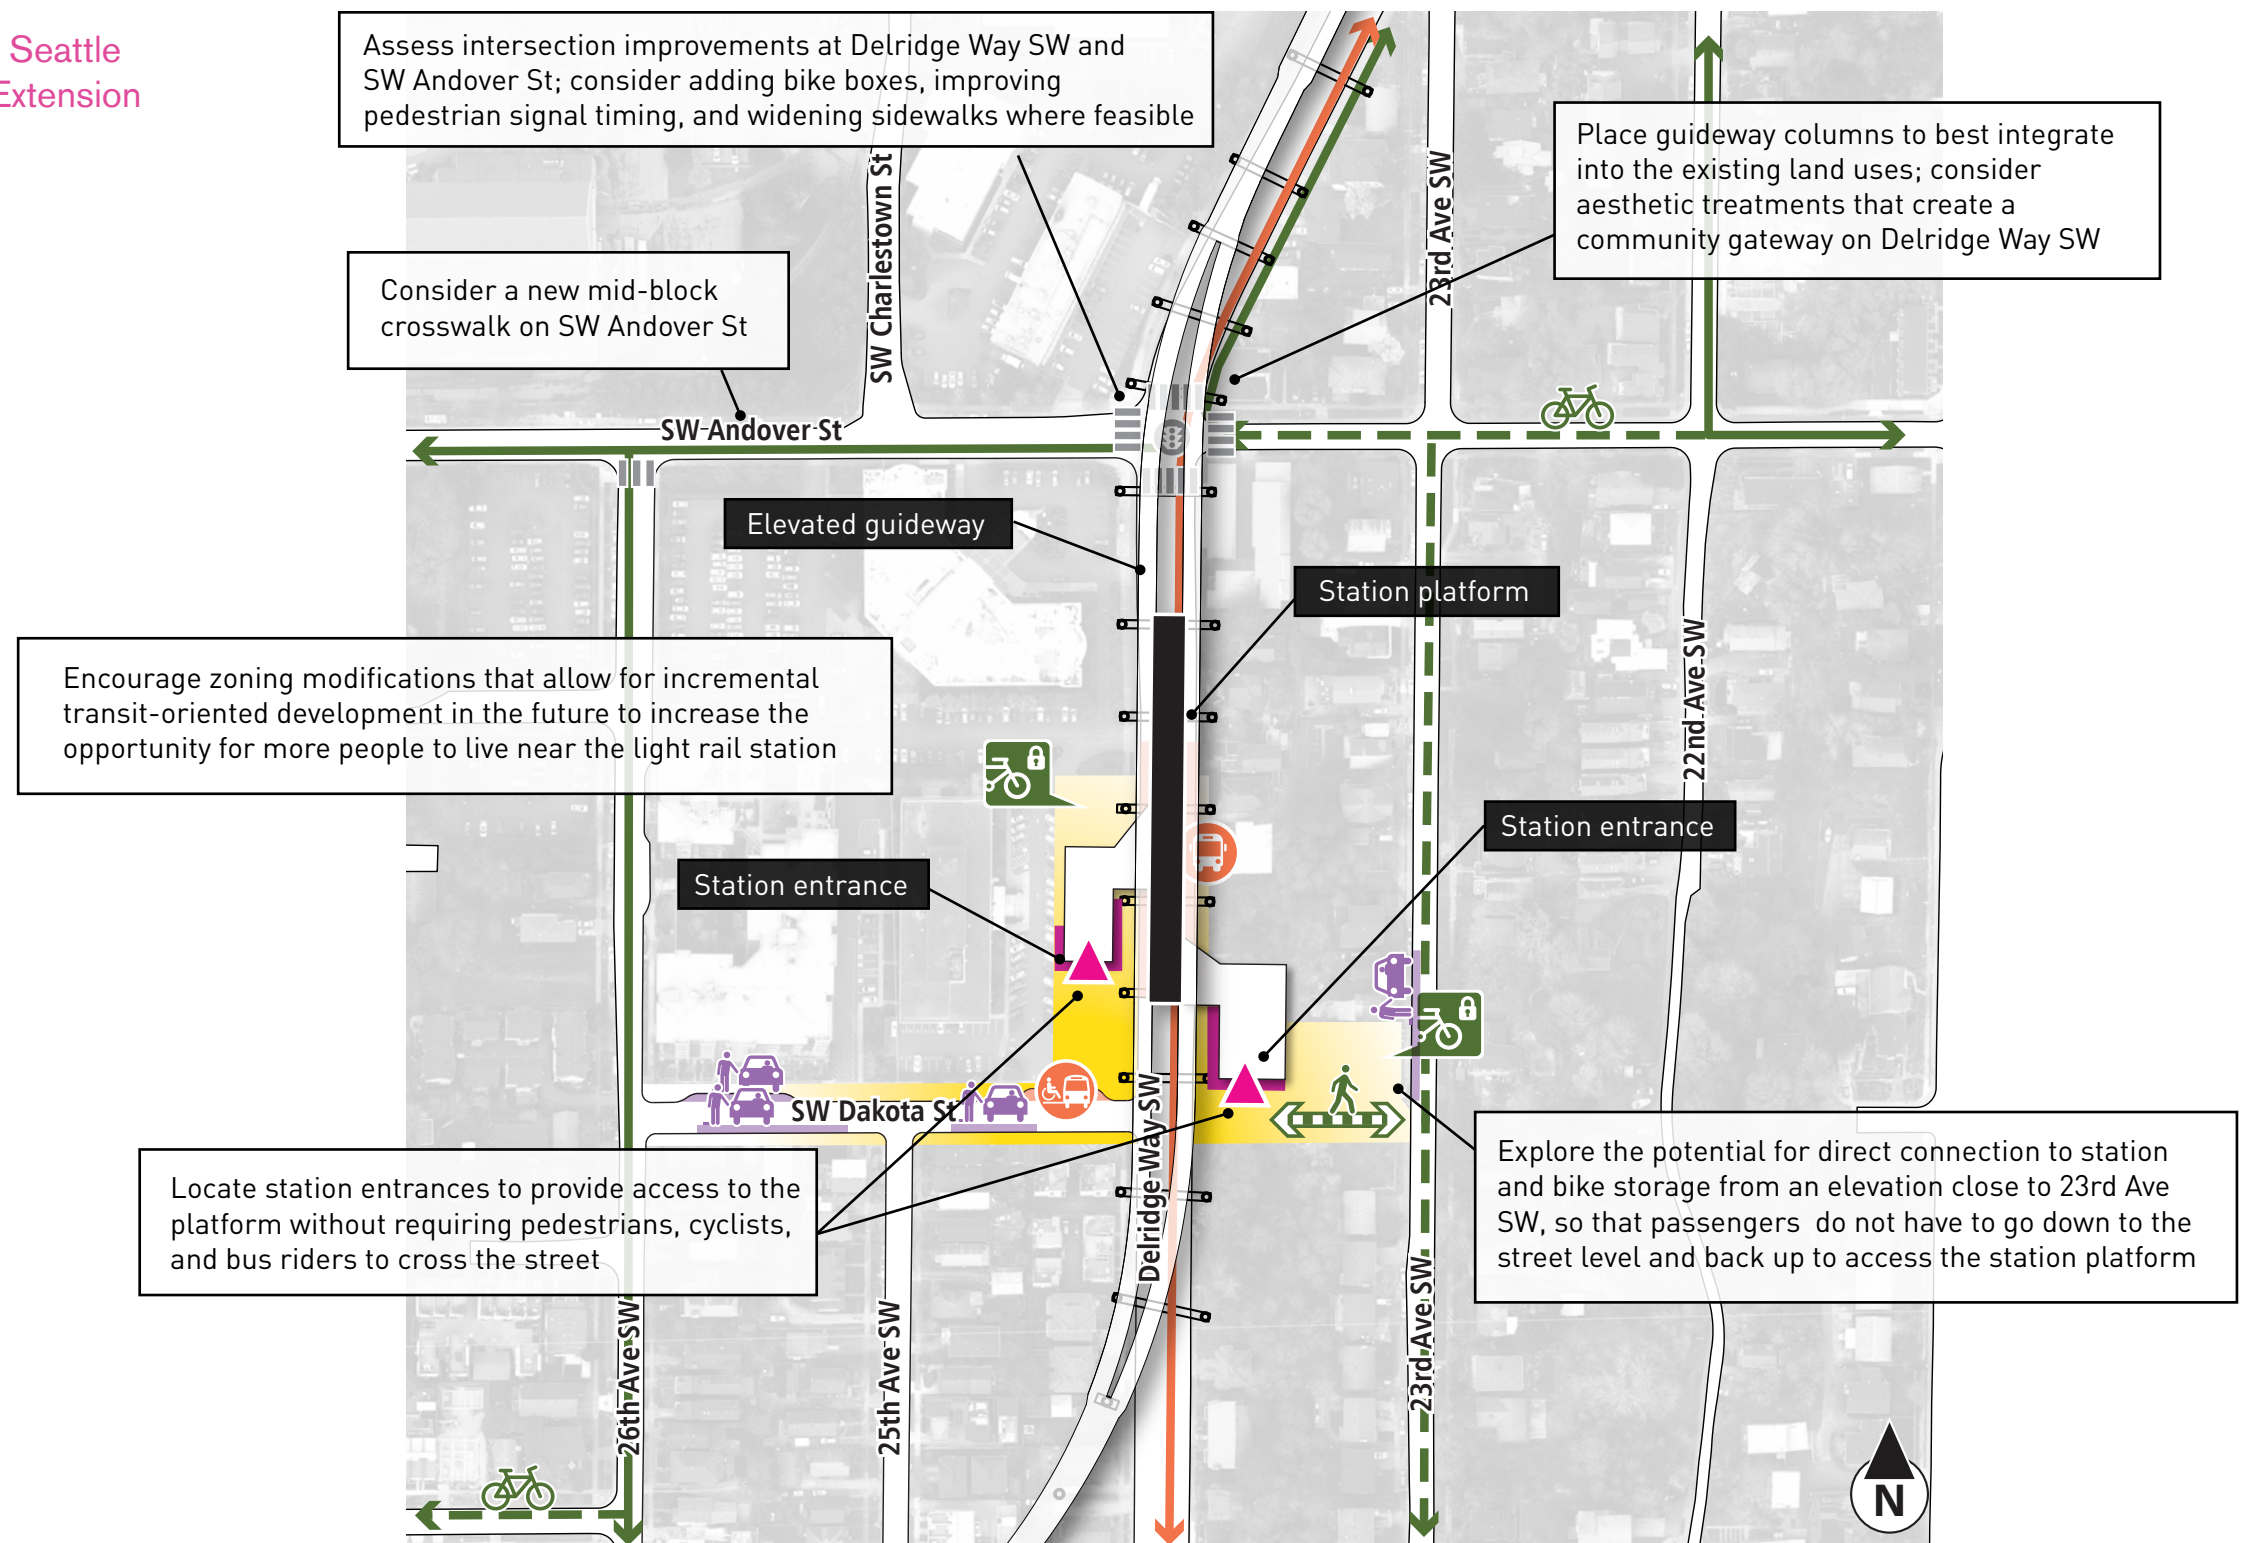 Seattle
Extension
Assess intersection improvements at Delridge Way SW and
SW Andover St; consider adding bike boxes, improving
pedestrian signal timing, and widening sidewalks where feasible
Place guideway columns to best integrate
into the existing land uses; consider
aesthetic treatments that create a
community gateway on Delridge Way SW
SW Charlestown St
23rd Ave SW
Consider a new mid-block
crosswalk on SW Andover St
SW Andover St
Elevated guideway
Station platform
Encourage zoning modifications that allow for incremental
transit-oriented development in the future to increase the
opportunity for more people to live near the light rail station
22nd Ave SW
Station entrance
Station entrance
SW Dakota St
Delridge Way SW
Locate station entrances to provide access to the
platform without requiring pedestrians, cyclists,
and bus riders to cross the street
Explore the potential for direct connection to station
and bike storage from an elevation close to 23rd Ave
SW, so that passengers do not have to go down to the
street level and back up to access the station platform
26th Ave SW
25th Ave SW
23rd Ave SW
N